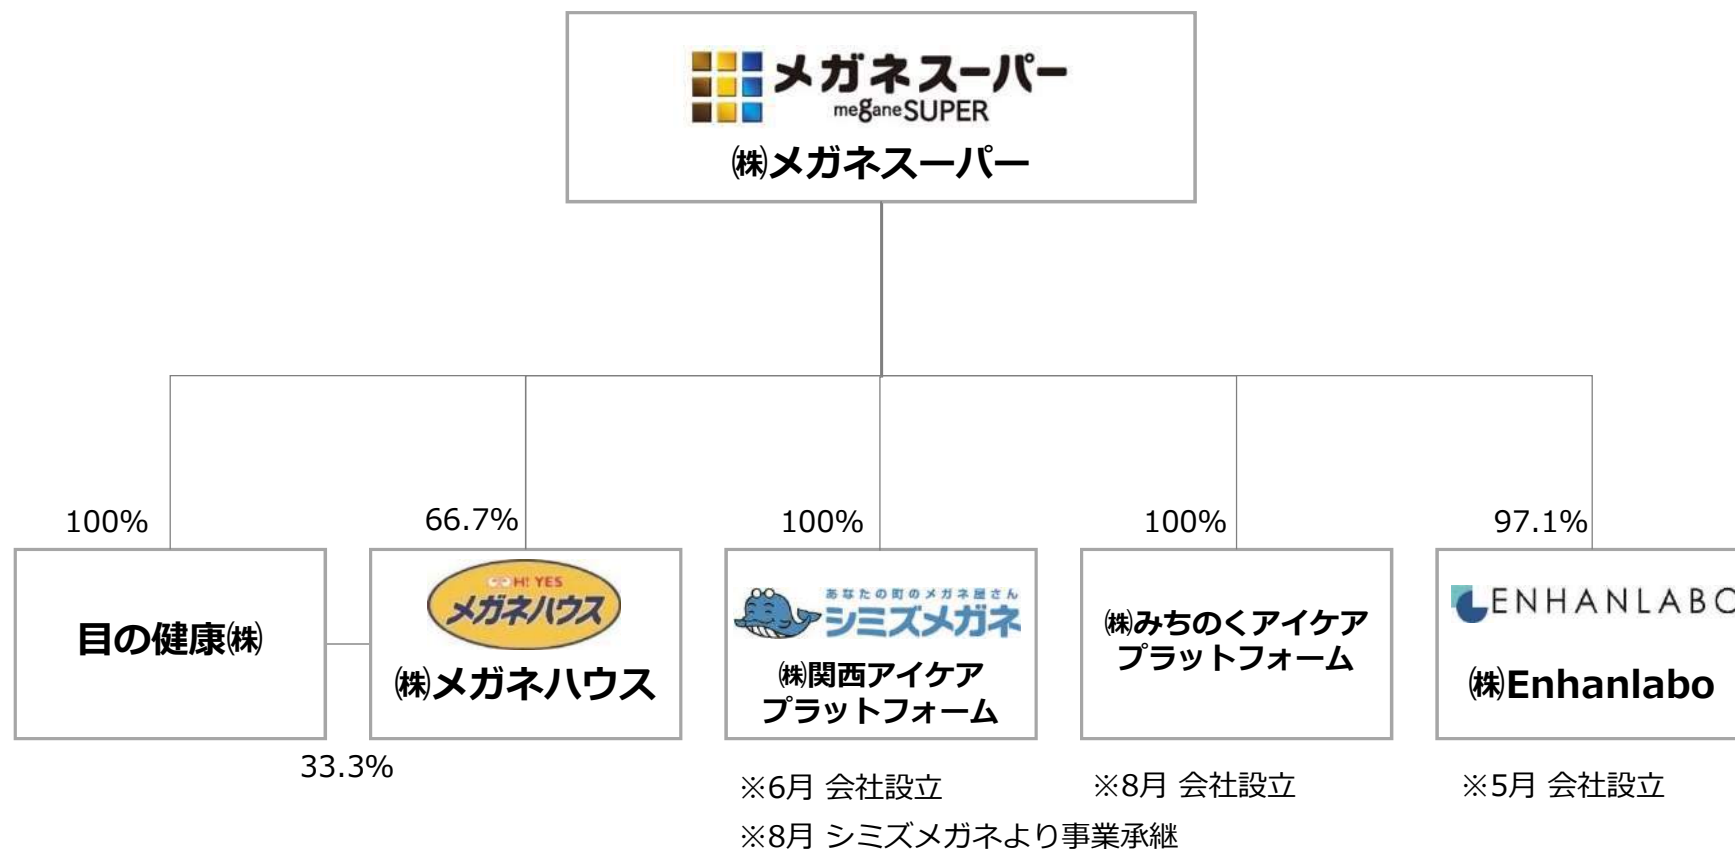 メガネスーパー
meganeSUPER
㈱メガネスーパー
100%
66.7%
100%
100%
97.1%
目の健康㈱
OH! YES
メガネハウス
㈱メガネハウス
33.3%
あなたの町のメガネ屋さん
シミズメガネ
㈱関西アイケア
プラットフォーム
※6月 会社設立
※8月 シミズメガネより事業承継
㈱みちのくアイケア
プラットフォーム
※8月 会社設立
ENHANLABO
㈱Enhanlabo
※5月 会社設立